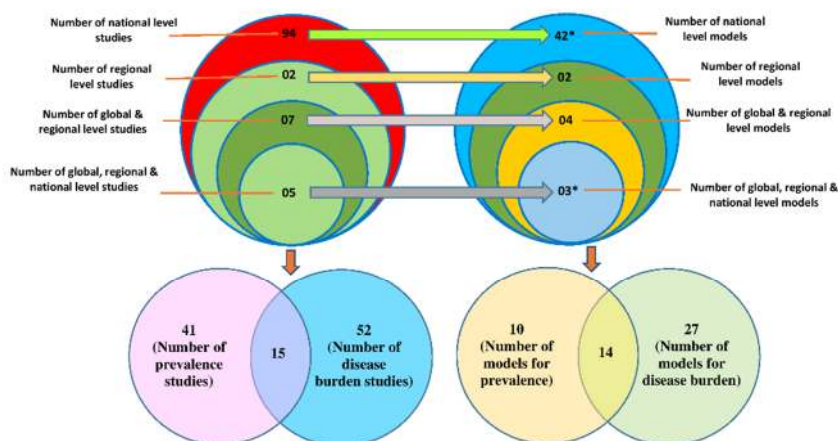 Number of national level
studies
94
42*
Number of national
level models
Number of regional
level studies
02
02
Number of regional
level models
Number of global &
regional level studies
07
04
Number of global &
regional level models
Number of global, regional &
national level studies
05
03*
Number of global, regional &
national level models
41
(Number of
prevalence
studies)
15
52
(Number of
disease
burden studies)
10
(Number of
models for
prevalence)
14
27
(Number of
models for
disease burden)